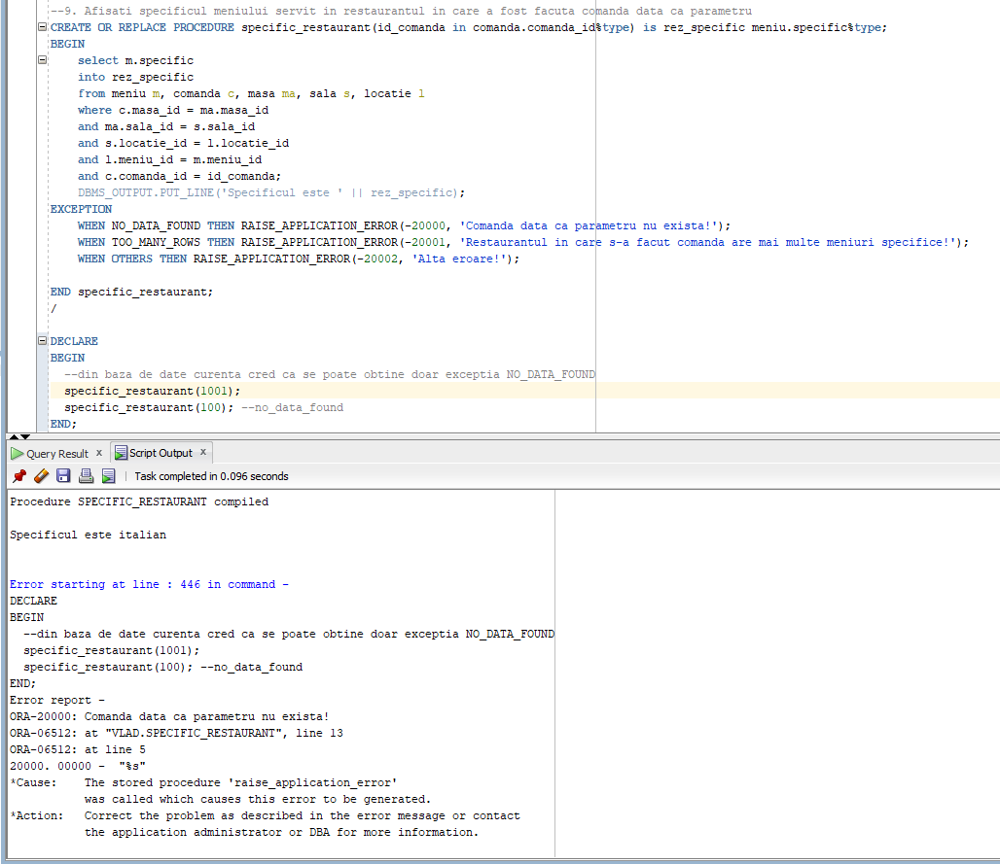 --9. Afisati specificul meniului servit in restaurantul in care a fost facuta comanda data ca parametru
CREATE OR REPLACE PROCEDURE specific_restaurant(id_comanda in comanda.comanda_id%type) is rez_specific meniu.specific%type;
BEGIN
    select m.specific
    into rez_specific
    from meniu m, comanda c, masa ma, sala s, locatie l
    where c.masa_id = ma.masa_id
    and ma.sala_id = s.sala_id
    and s.locatie_id = l.locatie_id
    and l.meniu_id = m.meniu_id
    and c.comanda_id = id_comanda;
    DBMS_OUTPUT.PUT_LINE('Specificul este ' || rez_specific);
EXCEPTION
    WHEN NO_DATA_FOUND THEN RAISE_APPLICATION_ERROR(-20000, 'Comanda data ca parametru nu exista!');
    WHEN TOO_MANY_ROWS THEN RAISE_APPLICATION_ERROR(-20001, 'Restaurantul in care s-a facut comanda are mai multe meniuri specifice!');
    WHEN OTHERS THEN RAISE_APPLICATION_ERROR(-20002, 'Alta eroare!');
END specific_restaurant;
/
DECLARE
BEGIN
  --din baza de date curenta cred ca se poate obtine doar exceptia NO_DATA_FOUND
  specific_restaurant(1001);
  specific_restaurant(100); --no_data_found
END;
Query Result x Script Output x
Task completed in 0.096 seconds
Procedure SPECIFIC_RESTAURANT compiled
Specificul este italian
Error starting at line : 446 in command -
DECLARE
BEGIN
  --din baza de date curenta cred ca se poate obtine doar exceptia NO_DATA_FOUND
  specific_restaurant(1001);
  specific_restaurant(100); --no_data_found
END;
Error report -
ORA-20000: Comanda data ca parametru nu exista!
ORA-06512: at "VLAD.SPECIFIC_RESTAURANT", line 13
ORA-06512: at line 5
20000. 00000 -  "%s"
*Cause:    The stored procedure 'raise_application_error'
           was called which causes this error to be generated.
*Action:   Correct the problem as described in the error message or contact
           the application administrator or DBA for more information.